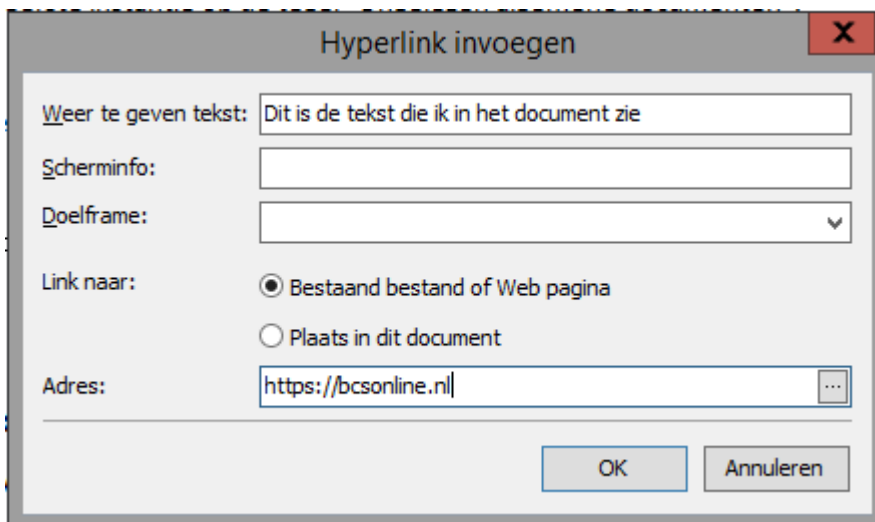 Hyperlink invoegen
Weer te geven tekst: Dit is de tekst die ik in het document zie
Scherminfo:
Doelframe:
Link naar: Bestaand bestand of Web pagina
Plaats in dit document
Adres: https://bcsonline.nl ...
OK Annuleren